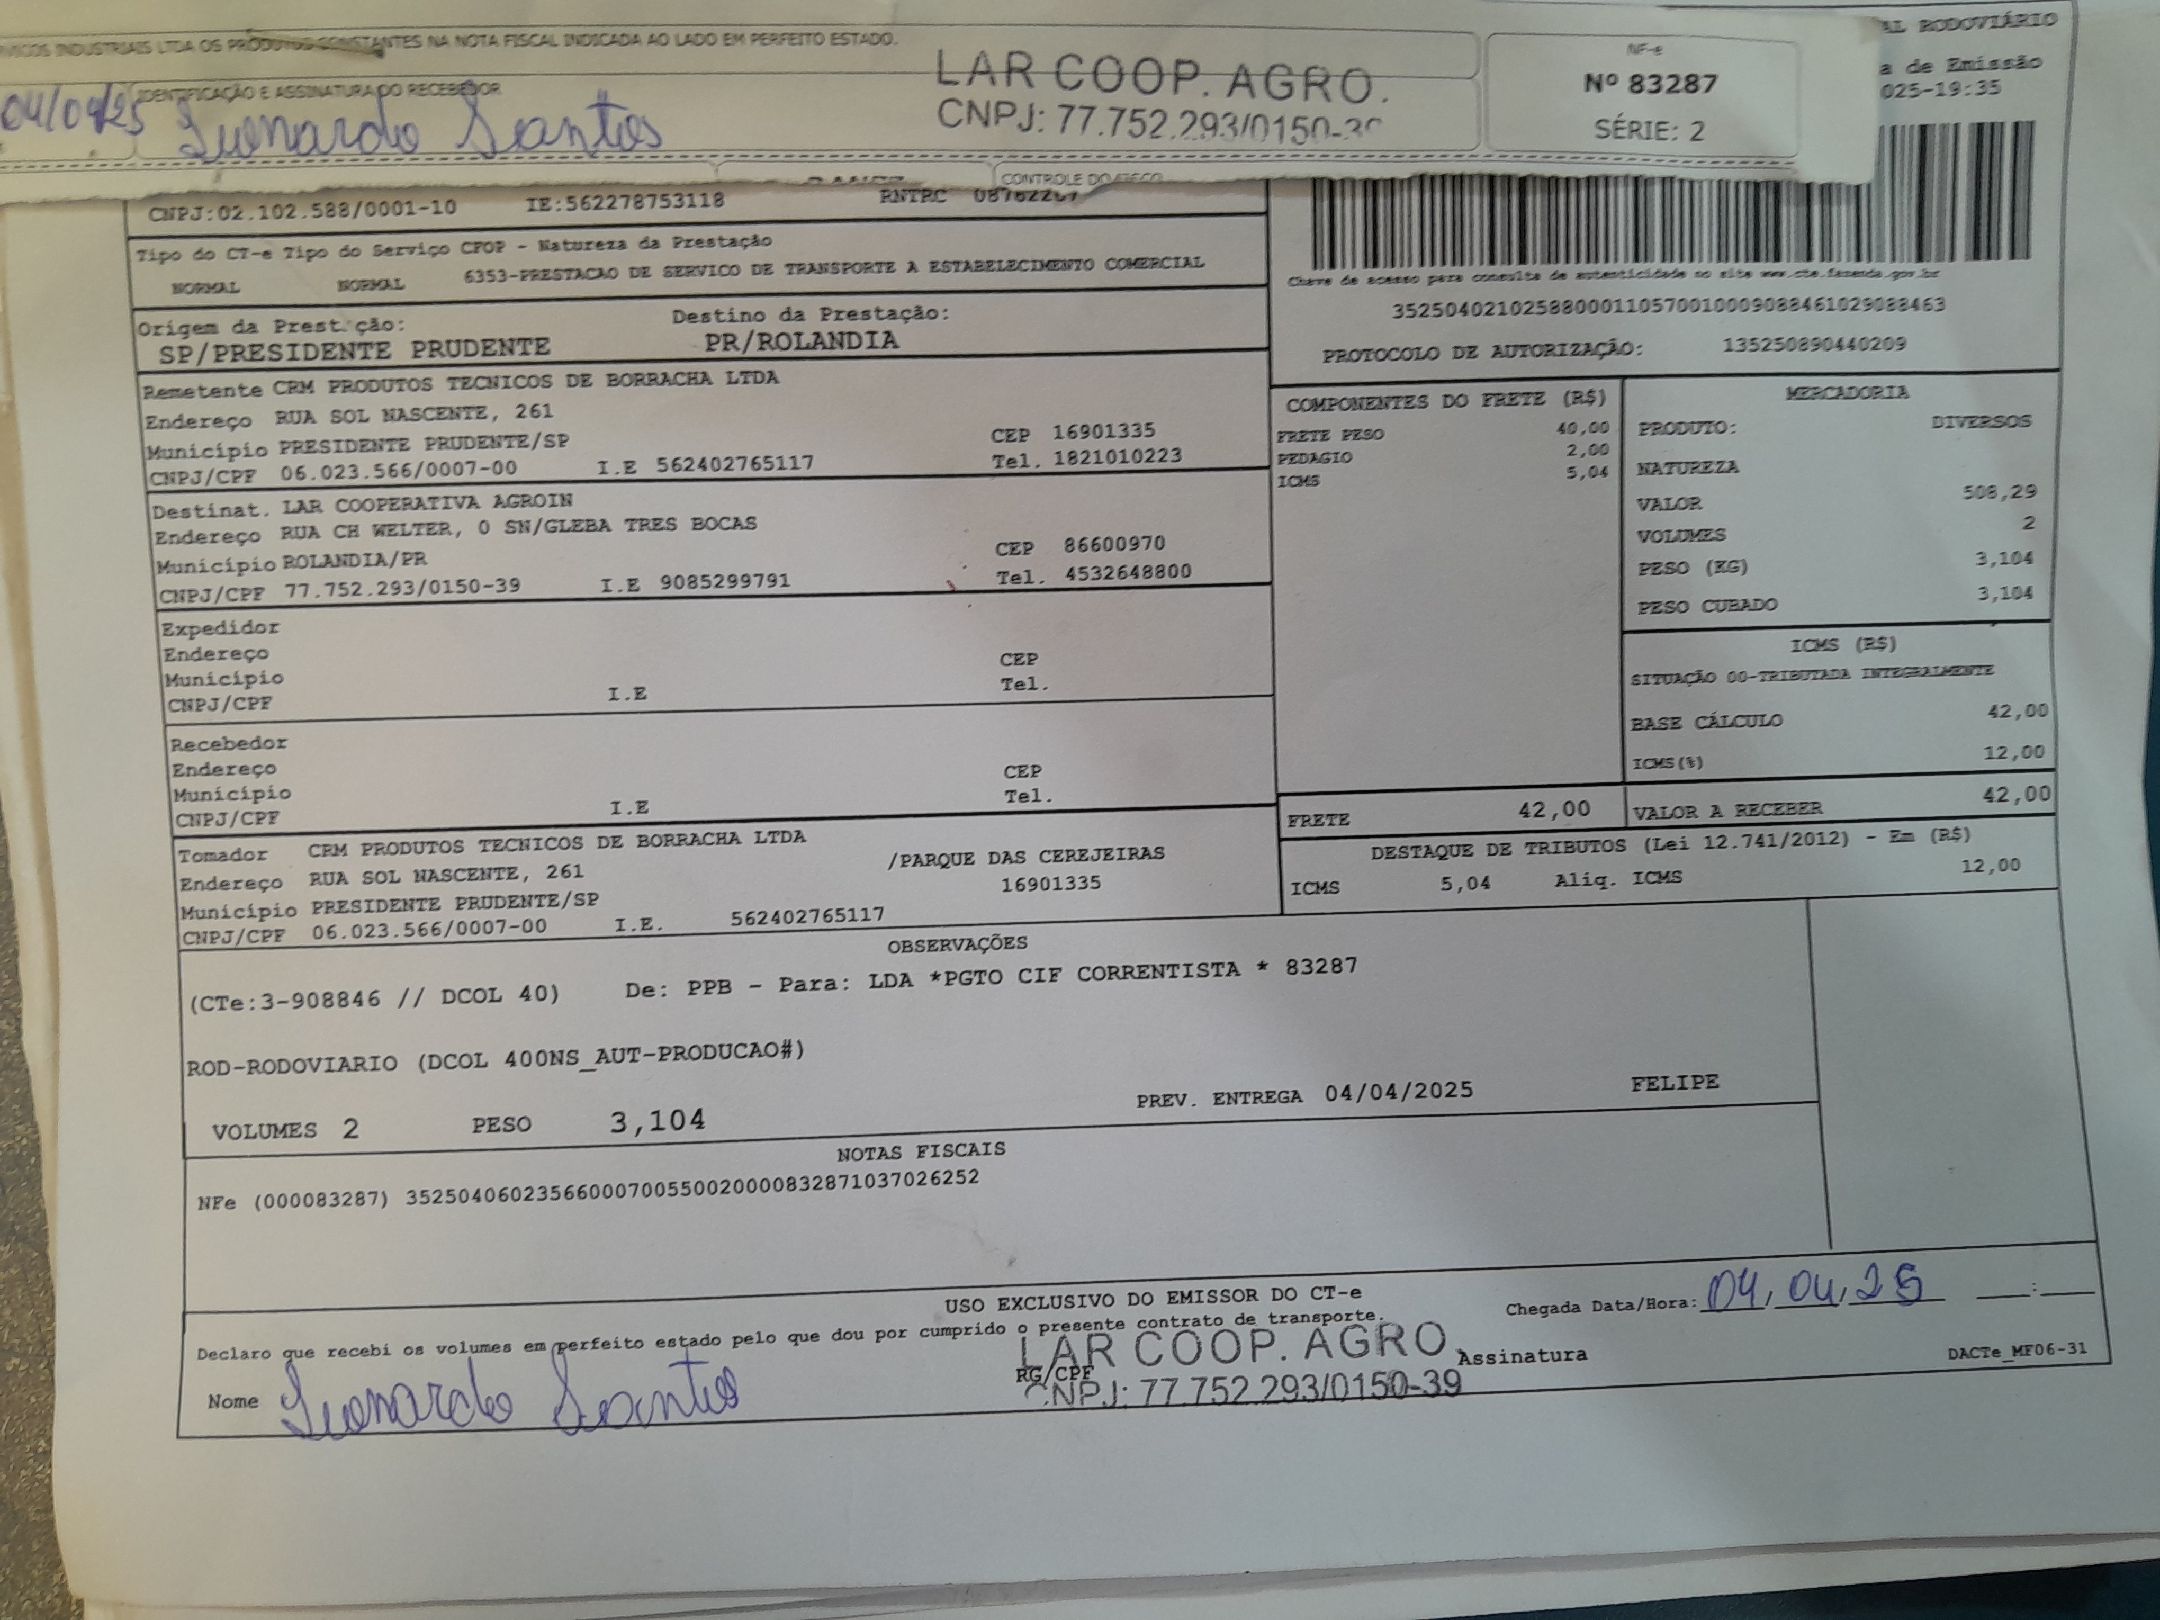 VICOS INDUSTRIAIS LTDA OS PRODUTOS CONSTANTES NA NOTA FISCAL INDICADA AO LADO EM PERFEITO ESTADO.
IDENTIFICAÇÃO E ASSINATURA DO RECEBEDOR
04/04/25 Leonardo Santos
LAR COOP. AGRO.
CNPJ: 77.752.293/0150-39
NF-e
Nº 83287
SÉRIE: 2
AL RODOVIÁRIO
a de Emissão
025-19:35
CONTROLE DO FISCO
CNPJ:02.102.588/0001-10 IE:562278753118 RNTRC
Tipo do CT-e Tipo do Serviço CFOP - Natureza da Prestação
NORMAL NORMAL 6353-PRESTACAO DE SERVICO DE TRANSPORTE A ESTABELECIMENTO COMERCIAL
Chave de acesso para consulta de autenticidade no site www.cte.fazenda.gov.br
35250402102588000110570010009088461029088463
PROTOCOLO DE AUTORIZAÇÃO: 135250890440209
Origem da Prestação: Destino da Prestação:
SP/PRESIDENTE PRUDENTE PR/ROLANDIA
Remetente CRM PRODUTOS TECNICOS DE BORRACHA LTDA
Endereço RUA SOL NASCENTE, 261
Município PRESIDENTE PRUDENTE/SP CEP 16901335
CNPJ/CPF 06.023.566/0007-00 I.E 562402765117 Tel. 1821010223
Destinat. LAR COOPERATIVA AGROIN
Endereço RUA CH WELTER, 0 SN/GLEBA TRES BOCAS
Município ROLANDIA/PR CEP 86600970
CNPJ/CPF 77.752.293/0150-39 I.E 9085299791 Tel. 4532648800
Expedidor
Endereço
Município CEP
CNPJ/CPF I.E Tel.
Recebedor
Endereço
Município CEP
CNPJ/CPF I.E Tel.
Tomador CRM PRODUTOS TECNICOS DE BORRACHA LTDA
Endereço RUA SOL NASCENTE, 261 /PARQUE DAS CEREJEIRAS
Município PRESIDENTE PRUDENTE/SP 16901335
CNPJ/CPF 06.023.566/0007-00 I.E. 562402765117
COMPONENTES DO FRETE (R$)
FRETE PESO 40,00
PEDAGIO 2,00
ICMS 5,04
MERCADORIA
PRODUTO: DIVERSOS
NATUREZA
VALOR 508,29
VOLUMES 2
PESO (KG) 3,104
PESO CUBADO 3,104
ICMS (R$)
SITUAÇÃO 00-TRIBUTADA INTEGRALMENTE
BASE CÁLCULO 42,00
ICMS(%) 12,00
FRETE 42,00 VALOR A RECEBER 42,00
DESTAQUE DE TRIBUTOS (Lei 12.741/2012) - Em (R$)
ICMS 5,04 Aliq. ICMS 12,00
OBSERVAÇÕES
(CTe:3-908846 // DCOL 40) De: PPB - Para: LDA *PGTO CIF CORRENTISTA * 83287
ROD-RODOVIARIO (DCOL 400NS_AUT-PRODUCAO#)
PREV. ENTREGA 04/04/2025 FELIPE
VOLUMES 2 PESO 3,104
NOTAS FISCAIS
NFe (000083287) 35250406023566000700550020000832871037026252
USO EXCLUSIVO DO EMISSOR DO CT-e
Declaro que recebi os volumes em perfeito estado pelo que dou por cumprido o presente contrato de transporte.
Chegada Data/Hora: 04, 04, 25 :
LAR COOP. AGRO.
Nome Leonardo Santos RG/CPF Assinatura
CNPJ: 77.752.293/0150-39
DACTe_MF06-31